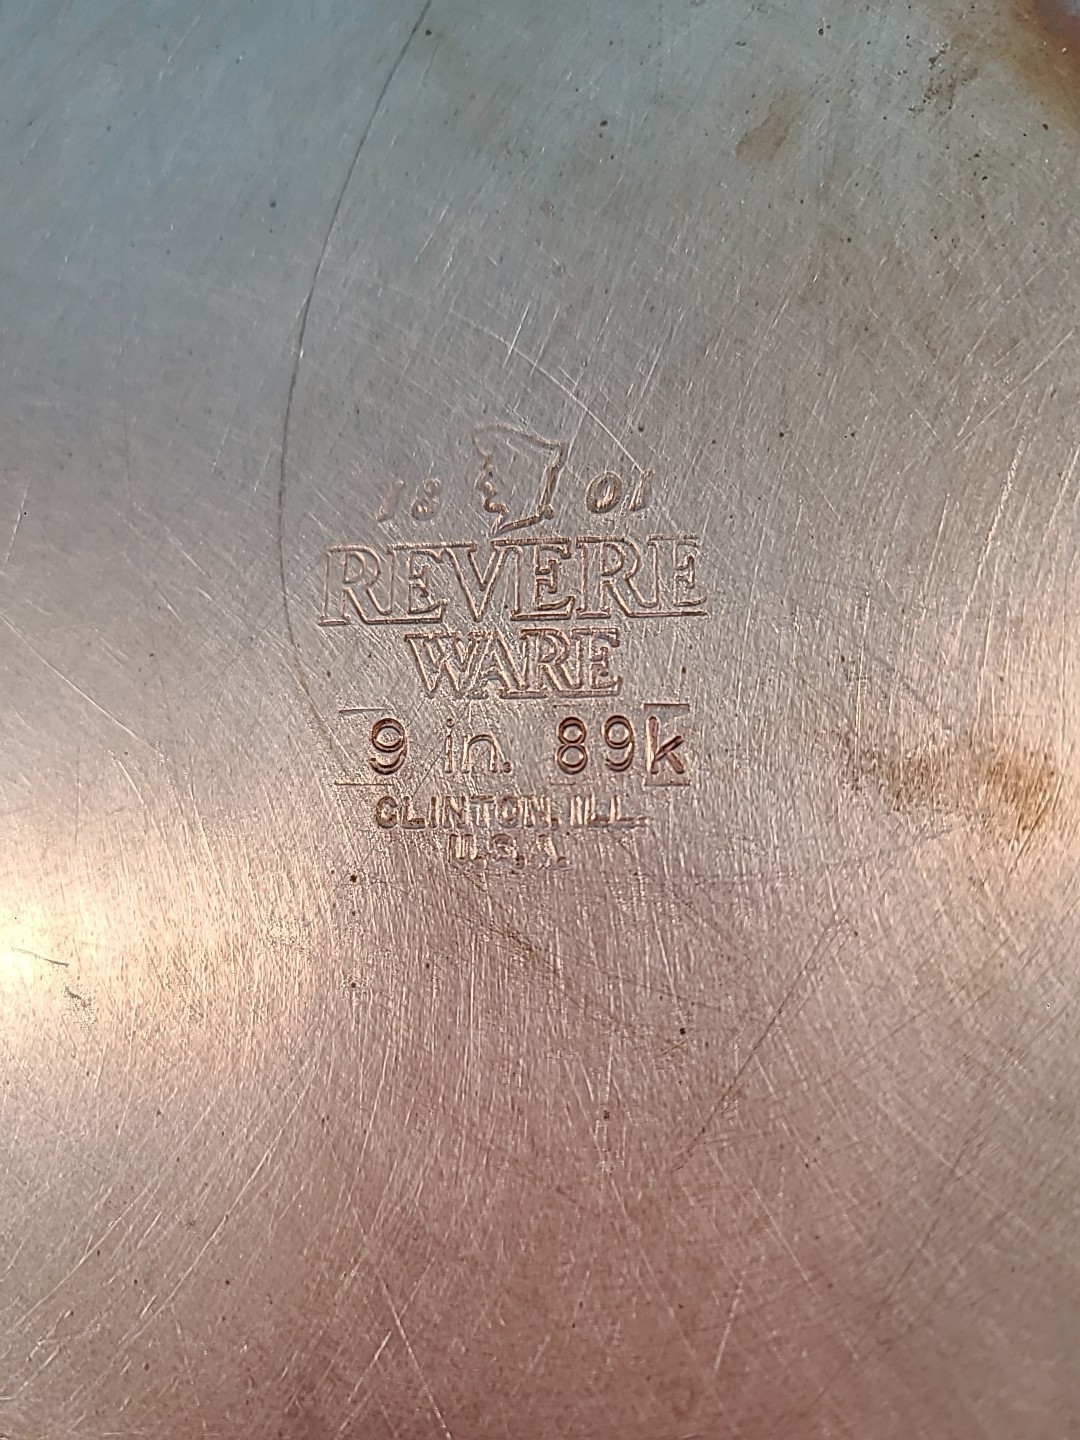 18 01
REVERE
WARE
9 in. 89k
CLINTON, ILL.
U.S.A.